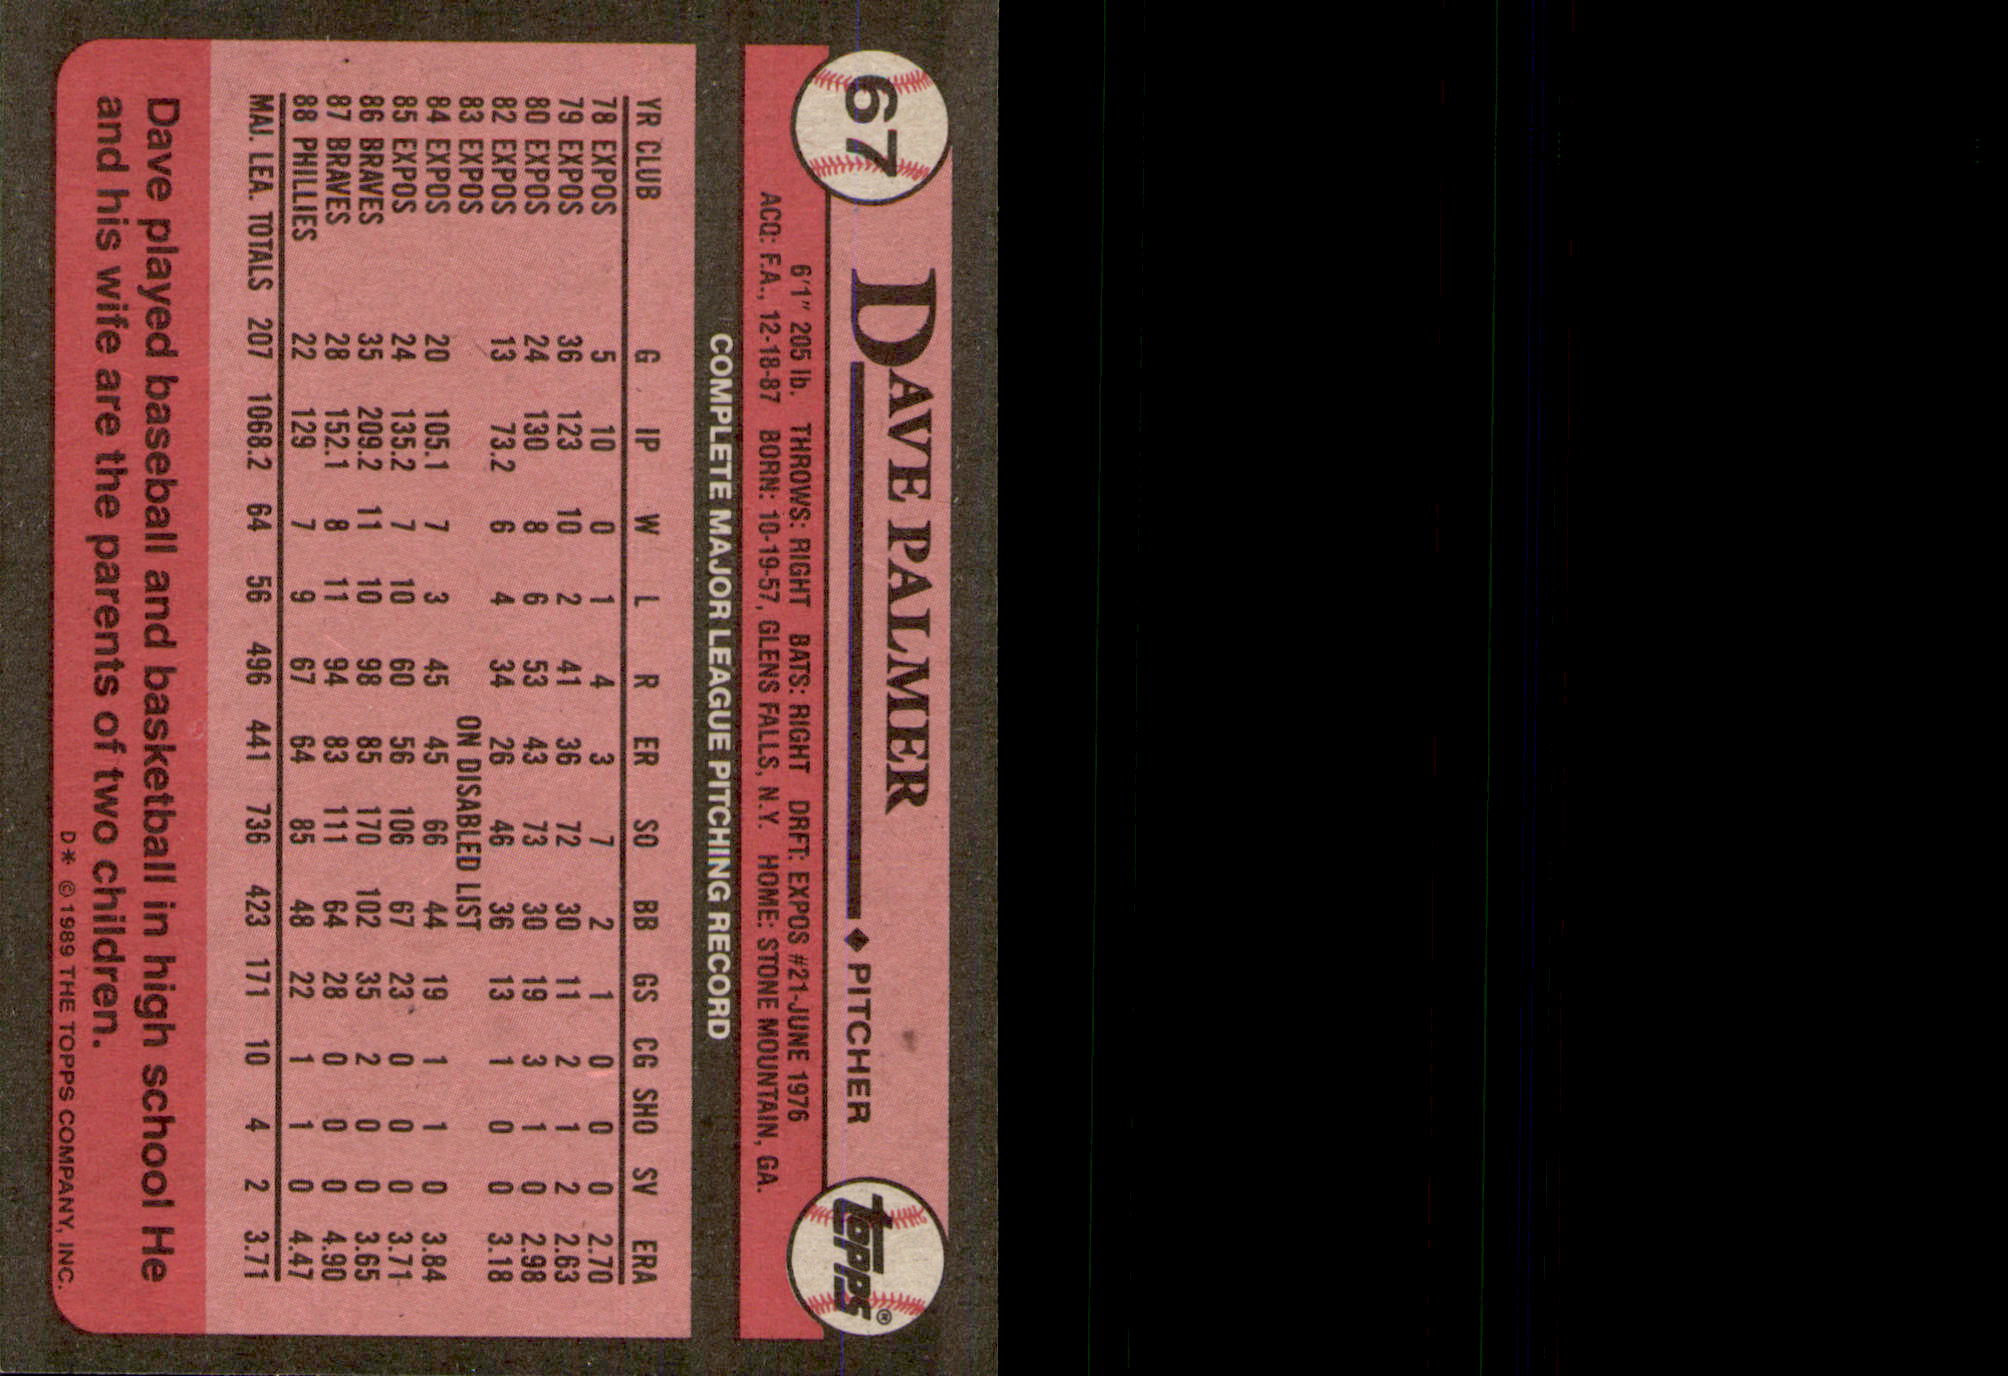 67
DAVE PALMER ♦ PITCHER
topps®
6'1" 205 lb. THROWS: RIGHT BATS: RIGHT DRFT: EXPOS #21-JUNE 1976
ACQ: F.A., 12-18-87 BORN: 10-19-57, GLENS FALLS, N.Y. HOME: STONE MOUNTAIN, GA.
COMPLETE MAJOR LEAGUE PITCHING RECORD
YR CLUB G IP W L R ER SO BB GS CG SHO SV ERA
78 EXPOS 5 10 0 1 4 3 7 2 1 0 0 0 2.70
79 EXPOS 36 123 10 2 41 36 72 30 11 2 1 2 2.63
80 EXPOS 24 130 8 6 53 43 73 30 19 3 1 0 2.98
82 EXPOS 13 73.2 6 4 34 26 46 36 13 1 0 0 3.18
83 EXPOS ON DISABLED LIST
84 EXPOS 20 105.1 7 3 45 45 66 44 19 1 1 0 3.84
85 EXPOS 24 135.2 7 10 60 56 106 67 23 0 0 0 3.71
86 BRAVES 35 209.2 11 10 98 85 170 102 35 2 0 0 3.65
87 BRAVES 28 152.1 8 11 94 83 111 64 28 0 0 0 4.90
88 PHILLIES 22 129 7 9 67 64 85 48 22 1 1 0 4.47
MAJ. LEA. TOTALS 207 1068.2 64 56 496 441 736 423 171 10 4 2 3.71
Dave played baseball and basketball in high school He
and his wife are the parents of two children.
D* ©1989 THE TOPPS COMPANY, INC.